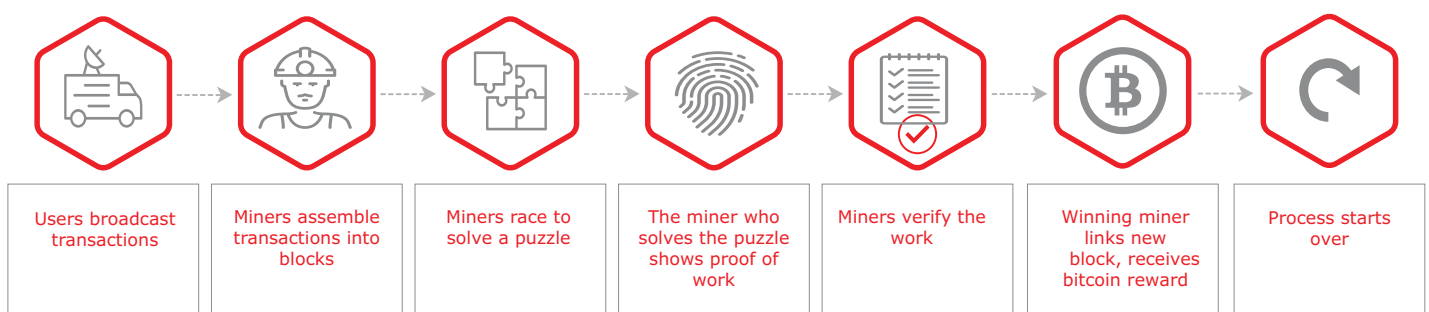 Users broadcast
transactions
Miners assemble
transactions into
blocks
Miners race to
solve a puzzle
The miner who
solves the puzzle
shows proof of
work
Miners verify the
work
Winning miner
links new
block, receives
bitcoin reward
Process starts
over